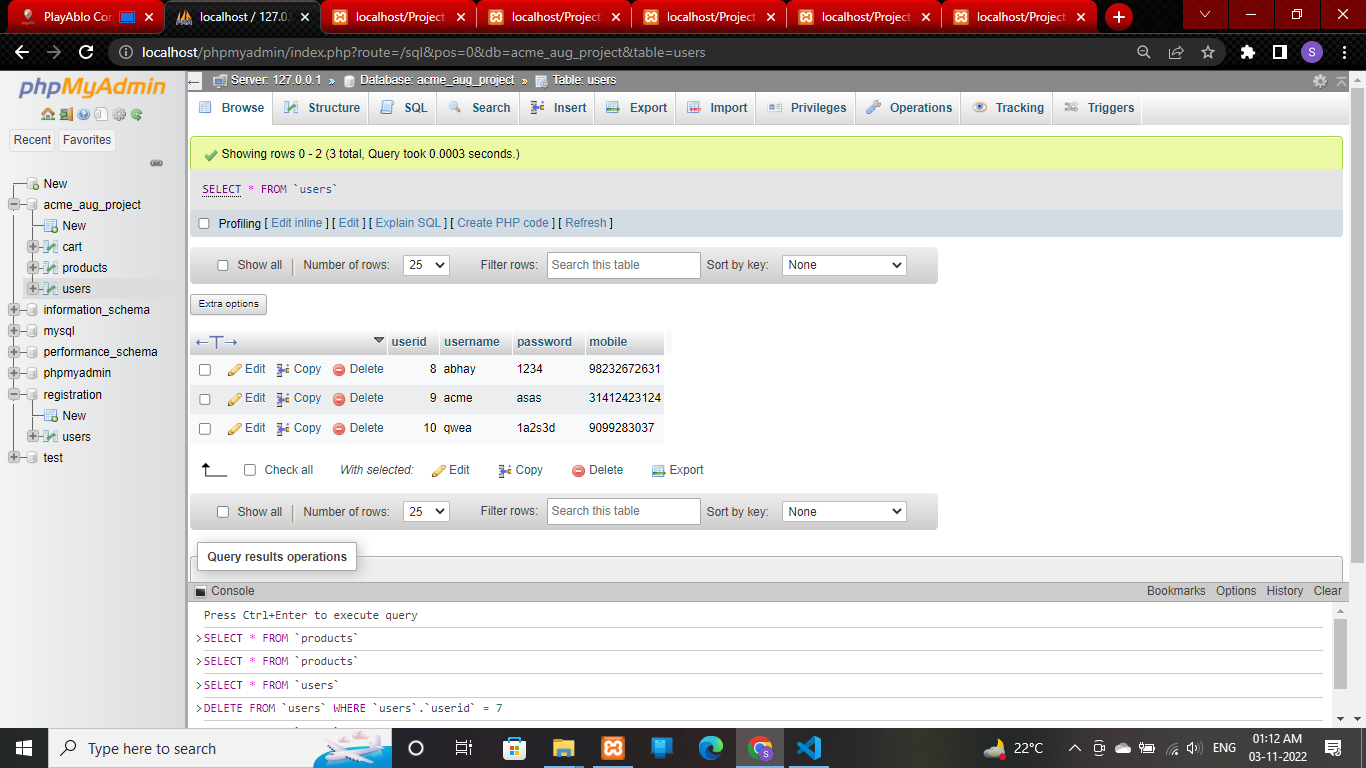 PlayAblo Cor
localhost / 127.0.
localhost/Project
localhost/Project
localhost/Project
localhost/Project
localhost/Project
localhost/phpmyadmin/index.php?route=/sql&pos=0&db=acme_aug_project&table=users
S
phpMyAdmin
Recent Favorites
New
acme_aug_project
New
cart
products
users
information_schema
mysql
performance_schema
phpmyadmin
registration
New
users
test
Server: 127.0.0.1 » Database: acme_aug_project » Table: users
Browse Structure SQL Search Insert Export Import Privileges Operations Tracking Triggers
Showing rows 0 - 2 (3 total, Query took 0.0003 seconds.)
SELECT * FROM `users`
Profiling [ Edit inline ] [ Edit ] [ Explain SQL ] [ Create PHP code ] [ Refresh ]
Show all Number of rows: 25 Filter rows: Search this table Sort by key: None
Extra options
←T→ userid username password mobile
Edit Copy Delete 8 abhay 1234 98232672631
Edit Copy Delete 9 acme asas 31412423124
Edit Copy Delete 10 qwea 1a2s3d 9099283037
Check all With selected: Edit Copy Delete Export
Show all Number of rows: 25 Filter rows: Search this table Sort by key: None
Query results operations
Console Bookmarks Options History Clear
Press Ctrl+Enter to execute query
>SELECT * FROM `products`
>SELECT * FROM `products`
>SELECT * FROM `users`
>DELETE FROM `users` WHERE `users`.`userid` = 7
Type here to search
S
22°C
ENG
01:12 AM
03-11-2022